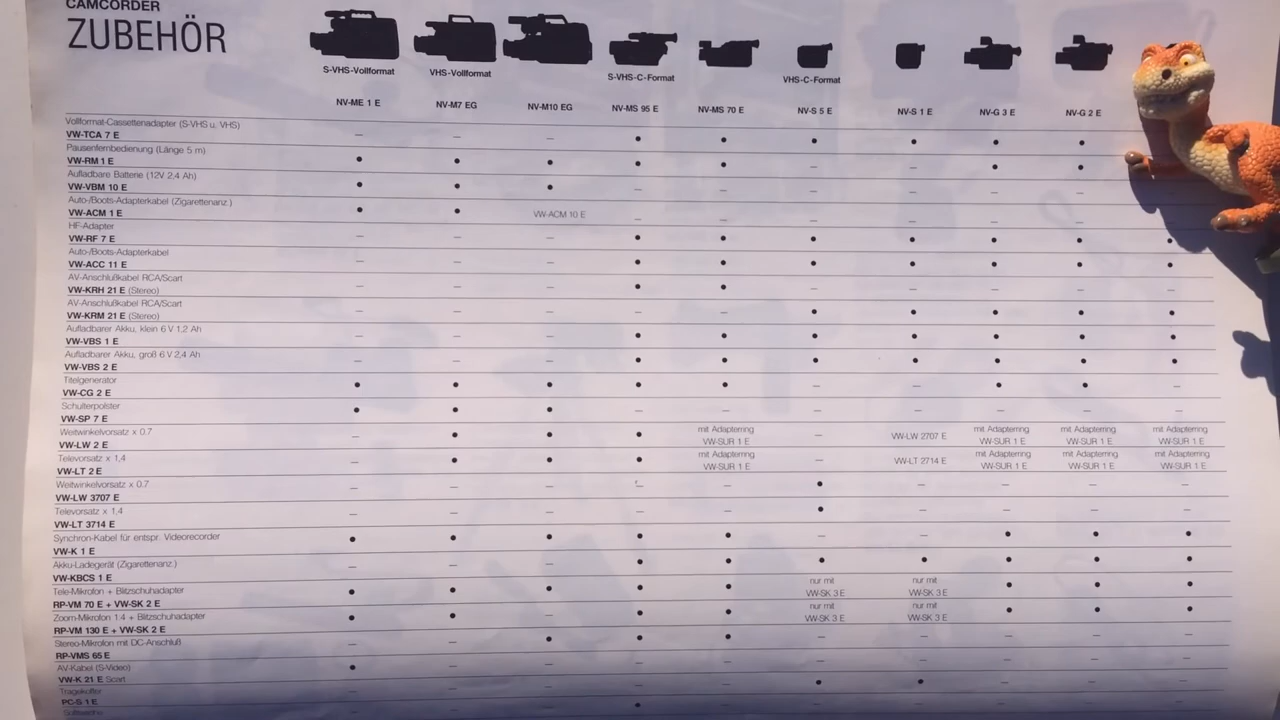 CAMCORDER
ZUBEHÖR
S-VHS-Vollformat
VHS-Vollformat
S-VHS-C-Format
VHS-C-Format
NV-ME 1 E
NV-M7 EG
NV-M10 EG
NV-MS 95 E
NV-MS 70 E
NV-S 5 E
NV-S 1 E
NV-G 3 E
NV-G 2 E
Vollformat-Cassettenadapter (S-VHS u. VHS)
VW-TCA 7 E – – – • • • • • •
Pausenfernbedienung (Länge 5 m)
VW-RM 1 E • • • • • – – • •
Aufladbare Batterie (12V 2,4 Ah)
VW-VBM 10 E • • • – – – – – –
Auto-/Boots-Adapterkabel (Zigarettenanz.)
VW-ACM 1 E • • VW-ACM 10 E – – – – – –
HF-Adapter
VW-RF 7 E – – – • • • • • • •
Auto-/Boots-Adapterkabel
VW-ACC 11 E – – – • • • • • • •
AV-Anschlußkabel RCA/Scart
VW-KRH 21 E (Stereo) – – – • • – – – – –
AV-Anschlußkabel RCA/Scart
VW-KRM 21 E (Stereo) – – – – – • • • • •
Aufladbarer Akku, klein 6 V 1,2 Ah
VW-VBS 1 E – – – • • • • • • •
Aufladbarer Akku, groß 6 V 2,4 Ah
VW-VBS 2 E – – – • • • • • • •
Titelgenerator
VW-CG 2 E • • • • • – – • • –
Schulterpolster
VW-SP 7 E • • • – – – – – – –
Weitwinkelvorsatz x 0.7
mit Adapterring mit Adapterring mit Adapterring mit Adapterring
VW-LW 2 E – • • • VW-SUR 1 E – VW-LW 2707 E VW-SUR 1 E VW-SUR 1 E VW-SUR 1 E
Televorsatz x 1,4
mit Adapterring mit Adapterring mit Adapterring mit Adapterring
VW-LT 2 E – • • • VW-SUR 1 E – VW-LT 2714 E VW-SUR 1 E VW-SUR 1 E VW-SUR 1 E
Weitwinkelvorsatz x 0.7
VW-LW 3707 E – – – – – • – – – –
Televorsatz x 1,4
VW-LT 3714 E – – – – – • – – – –
Synchron-Kabel für entspr. Videorecorder
VW-K 1 E • • • • • – – • • •
Akku-Ladegerät (Zigarettenanz.)
VW-KBCS 1 E – – – • • • • • • •
Tele-Mikrofon + Blitzschuhadapter
nur mit nur mit
RP-VM 70 E + VW-SK 2 E • • • • • VW-SK 3 E VW-SK 3 E • • •
Zoom-Mikrofon 1:4 + Blitzschuhadapter
nur mit nur mit
RP-VM 130 E + VW-SK 2 E • • – • • VW-SK 3 E VW-SK 3 E • • •
Stereo-Mikrofon mit DC-Anschluß
RP-VMS 65 E – – • • • – – – – –
AV-Kabel (S-Video)
VW-K 21 E Scart • – – – – – – – – –
Tragekoffer
PC-S 1 E – – – – – • • – – –